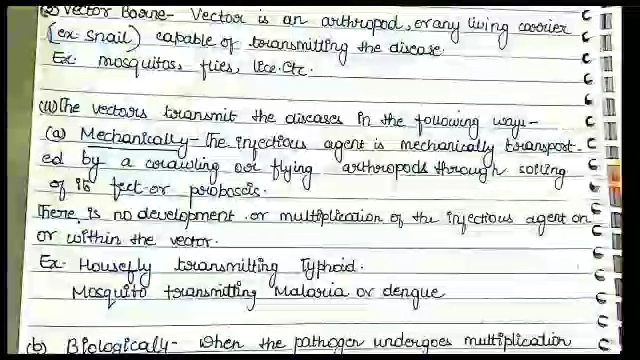 (2) Vector Borne- Vector is an arthropod, or any living carrier
(ex- snail) capable of transmitting the disease.
Ex: mosquitos, flies, lice. etc.
(ii) The vectors transmit the diseases in the following ways-
(a) Mechanically- The infectious agent is mechanically transport-
ed by a crawling or flying arthropods through soiling
of its feet or proboscis.
There is no development or multiplication of the infectious agent on
or within the vector.
Ex- Housefly transmitting Typhoid.
Mosquito transmitting Malaria or dengue
(b) Biologically- when the pathogen undergoes multiplication